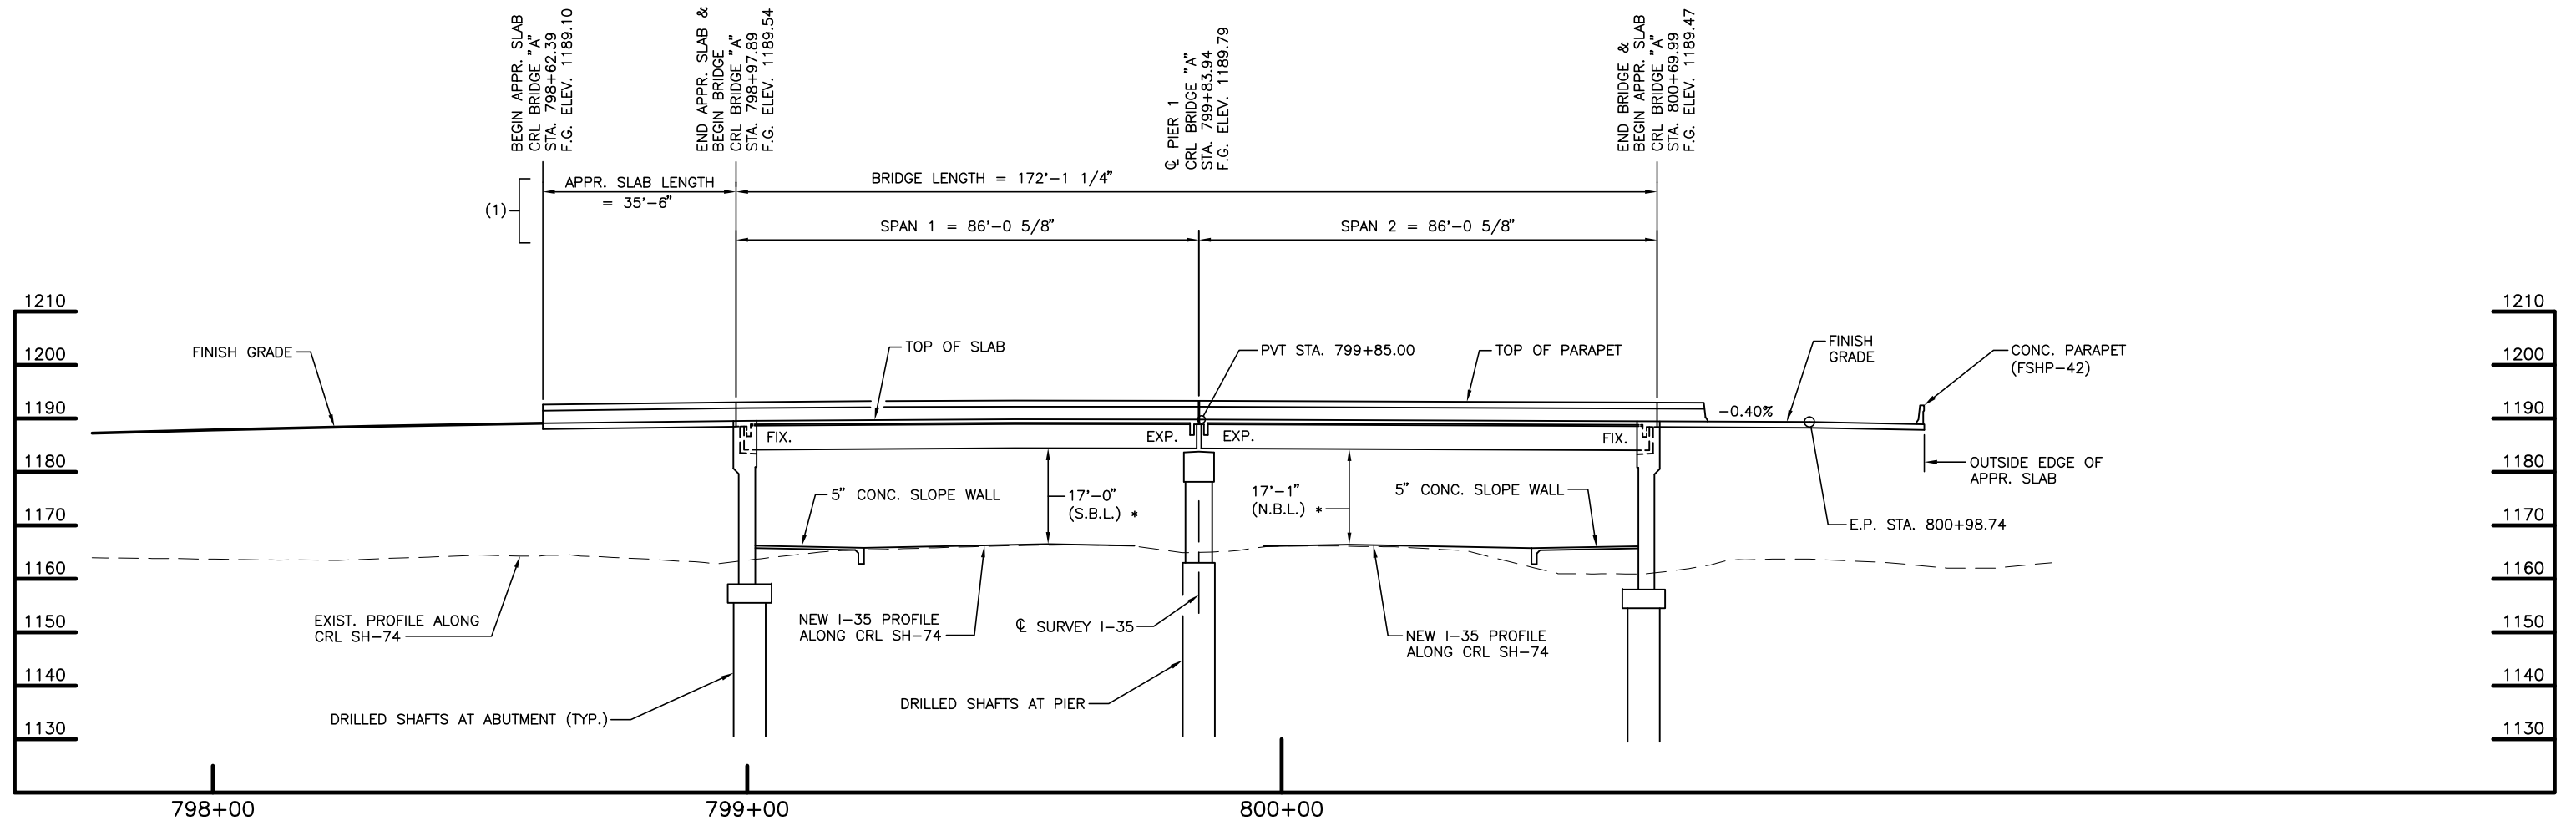 BEGIN APPR. SLAB
CRL BRIDGE "A"
STA. 798+62.39
F.G. ELEV. 1189.10
END APPR. SLAB &
BEGIN BRIDGE
CRL BRIDGE "A"
STA. 798+97.89
F.G. ELEV. 1189.54
℄ PIER 1
CRL BRIDGE "A"
STA. 799+83.94
F.G. ELEV. 1189.79
END BRIDGE &
BEGIN APPR. SLAB
CRL BRIDGE "A"
STA. 800+69.99
F.G. ELEV. 1189.47
(1)
APPR. SLAB LENGTH
= 35'-6"
BRIDGE LENGTH = 172'-1 1/4"
SPAN 1 = 86'-0 5/8"
SPAN 2 = 86'-0 5/8"
1210
1200
1190
1180
1170
1160
1150
1140
1130
FINISH GRADE
TOP OF SLAB
PVT STA. 799+85.00
TOP OF PARAPET
FINISH
GRADE
CONC. PARAPET
(FSHP-42)
-0.40%
FIX.
EXP.
EXP.
FIX.
OUTSIDE EDGE OF
APPR. SLAB
5" CONC. SLOPE WALL
17'-0"
(S.B.L.) *
17'-1"
(N.B.L.) *
5" CONC. SLOPE WALL
E.P. STA. 800+98.74
EXIST. PROFILE ALONG
CRL SH-74
NEW I-35 PROFILE
ALONG CRL SH-74
℄ SURVEY I-35
NEW I-35 PROFILE
ALONG CRL SH-74
DRILLED SHAFTS AT ABUTMENT (TYP.)
DRILLED SHAFTS AT PIER
1210
1200
1190
1180
1170
1160
1150
1140
1130
798+00
799+00
800+00